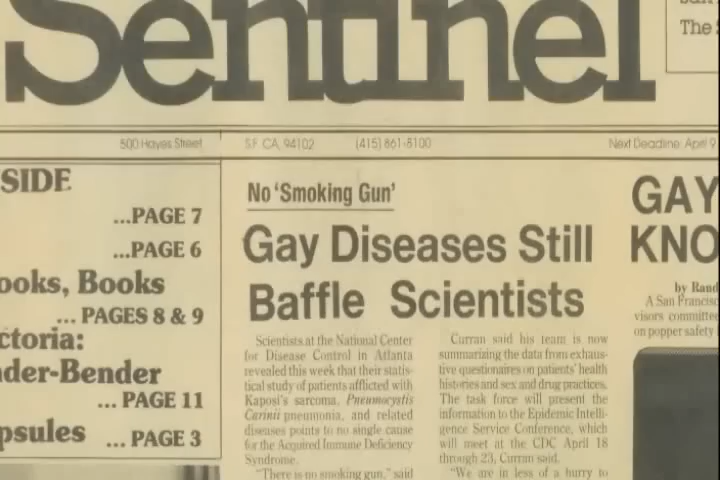 Sentinel
The
500 Hayes Street
S.F. CA, 94102
(415) 861-8100
Next Deadline: April 9
SIDE
...PAGE 7
...PAGE 6
ooks, Books
... PAGES 8 & 9
ctoria:
der-Bender
... PAGE 11
psules ... PAGE 3
No 'Smoking Gun'
Gay Diseases Still
Baffle Scientists
Scientists at the National Center
for Disease Control in Atlanta
revealed this week that their statis-
tical study of patients afflicted with
Kaposi's sarcoma, Pneumocystis
Carinii pneumonia, and related
diseases points to no single cause
for the Acquired Immune Deficiency
Syndrome.
"There is no smoking gun," said
Curran said his team is now
summarizing the data from exhaus-
tive questionaires on patients' health
histories and sex and drug practices.
The task force will present the
information to the Epidemic Intelli-
gence Service Conference, which
will meet at the CDC April 18
through 23, Curran said.
"We are in less of a hurry to
GAY
KNO
by Rand
A San Francisc
visors committe
on popper safety